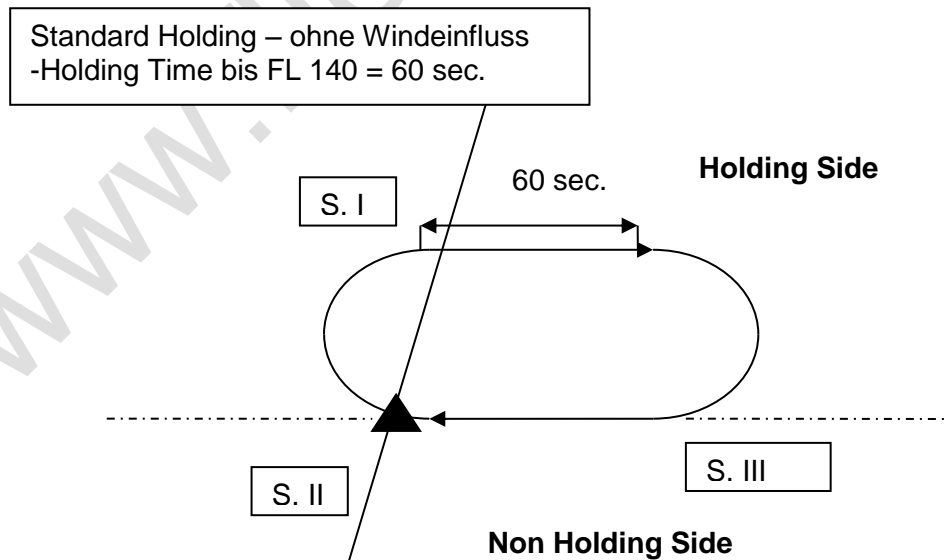 Standard Holding – ohne Windeinfluss
-Holding Time bis FL 140 = 60 sec.
Holding Side
60 sec.
S. I
S. II
S. III
Non Holding Side
www.